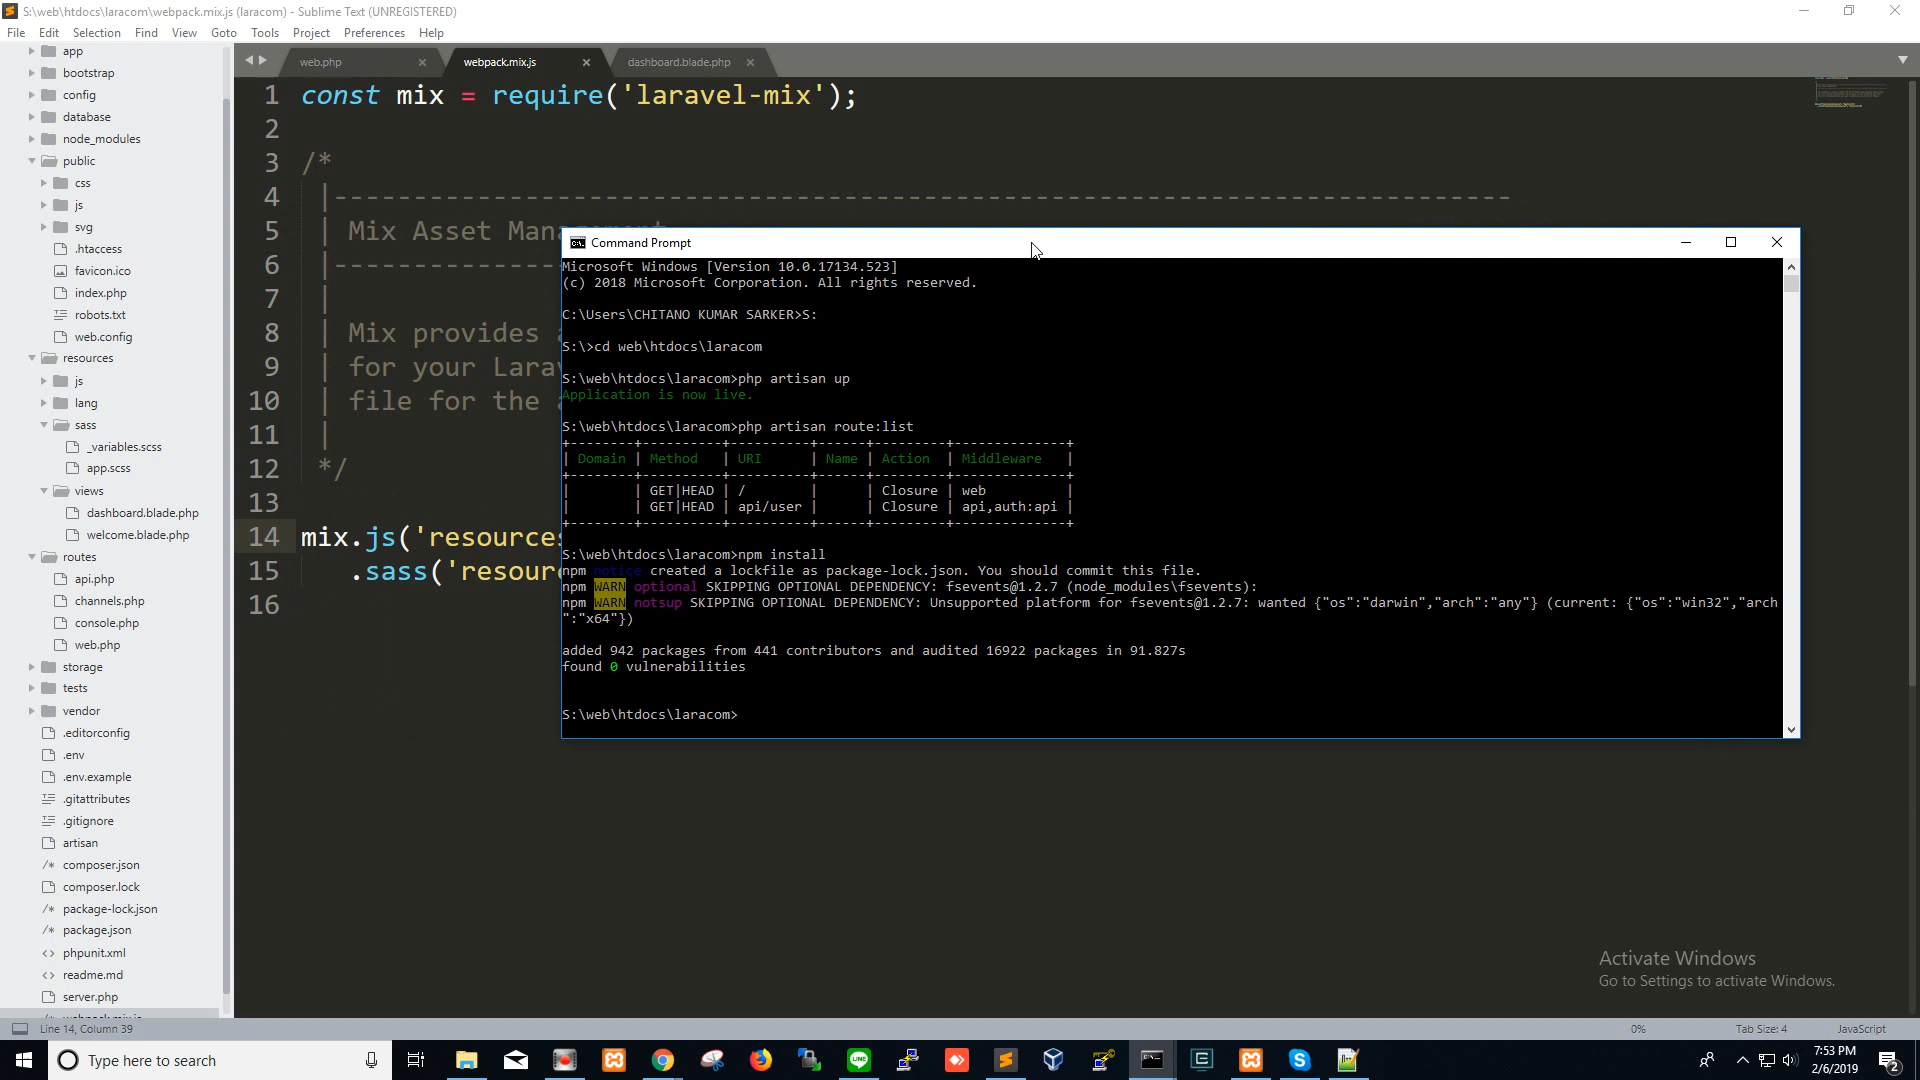 S:\web\htdocs\laracom\webpack.mix.js (laracom) - Sublime Text (UNREGISTERED)
File Edit Selection Find View Goto Tools Project Preferences Help
app
bootstrap
config
database
node_modules
public
css
js
svg
.htaccess
favicon.ico
index.php
robots.txt
web.config
resources
js
lang
sass
_variables.scss
app.scss
views
dashboard.blade.php
welcome.blade.php
routes
api.php
channels.php
console.php
web.php
storage
tests
vendor
.editorconfig
.env
.env.example
.gitattributes
.gitignore
artisan
composer.json
composer.lock
package-lock.json
package.json
phpunit.xml
readme.md
server.php
webpack.mix.js
web.php webpack.mix.js dashboard.blade.php
1 const mix = require('laravel-mix');
2
3 /*
4 |--------------------------------------------------------------------------
5 | Mix Asset Management
6 |---------------
7 |
8 | Mix provides a
9 | for your Larav
10 | file for the a
11 |
12 */
13
14 mix.js('resources
15 .sass('resour
16
Command Prompt
Microsoft Windows [Version 10.0.17134.523]
(c) 2018 Microsoft Corporation. All rights reserved.
C:\Users\CHITANO KUMAR SARKER>S:
S:\>cd web\htdocs\laracom
S:\web\htdocs\laracom>php artisan up
Application is now live.
S:\web\htdocs\laracom>php artisan route:list
+--------+----------+----------+------+---------+--------------+
| Domain | Method | URI | Name | Action | Middleware |
+--------+----------+----------+------+---------+--------------+
| | GET|HEAD | / | | Closure | web |
| | GET|HEAD | api/user | | Closure | api,auth:api |
+--------+----------+----------+------+---------+--------------+
S:\web\htdocs\laracom>npm install
npm notice created a lockfile as package-lock.json. You should commit this file.
npm WARN optional SKIPPING OPTIONAL DEPENDENCY: fsevents@1.2.7 (node_modules\fsevents):
npm WARN notsup SKIPPING OPTIONAL DEPENDENCY: Unsupported platform for fsevents@1.2.7: wanted {"os":"darwin","arch":"any"} (current: {"os":"win32","arch
":"x64"})
added 942 packages from 441 contributors and audited 16922 packages in 91.827s
found 0 vulnerabilities
S:\web\htdocs\laracom>
Activate Windows
Go to Settings to activate Windows.
Line 14, Column 39 0% Tab Size: 4 JavaScript
Type here to search
7:53 PM
2/6/2019
2